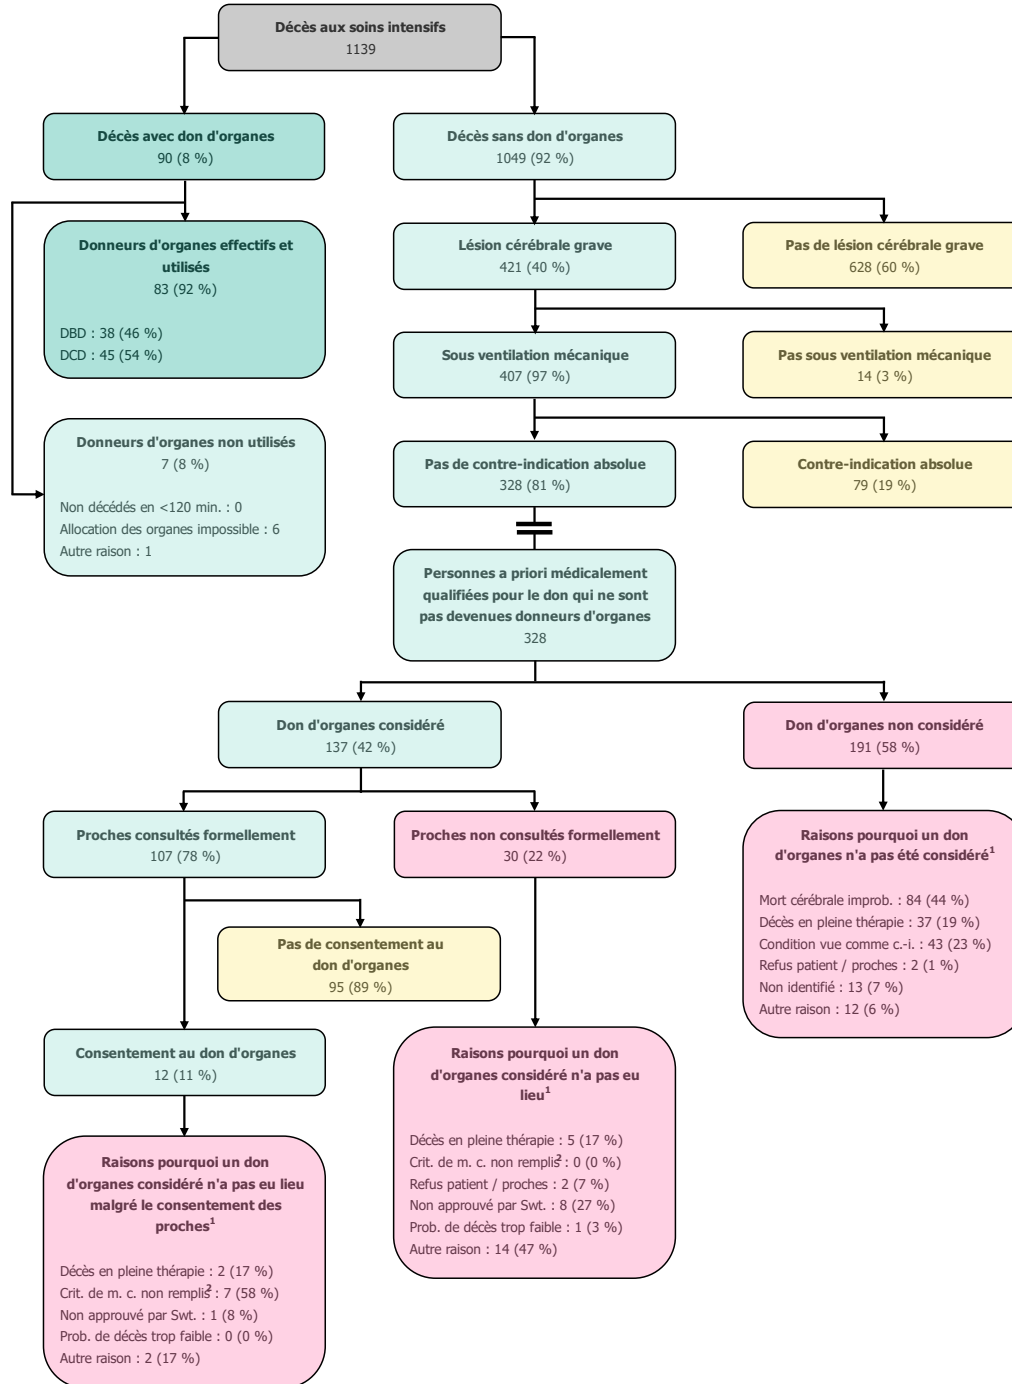 Décès aux soins intensifs
1139
Décès avec don d'organes
90 (8 %)
Décès sans don d'organes
1049 (92 %)
Donneurs d'organes effectifs et
utilisés
83 (92 %)
DBD : 38 (46 %)
DCD : 45 (54 %)
Lésion cérébrale grave
421 (40 %)
Pas de lésion cérébrale grave
628 (60 %)
Sous ventilation mécanique
407 (97 %)
Pas sous ventilation mécanique
14 (3 %)
Donneurs d'organes non utilisés
7 (8 %)
Non décédés en <120 min. : 0
Allocation des organes impossible : 6
Autre raison : 1
Pas de contre-indication absolue
328 (81 %)
Contre-indication absolue
79 (19 %)
Personnes a priori médicalement
qualifiées pour le don qui ne sont
pas devenues donneurs d'organes
328
Don d'organes considéré
137 (42 %)
Don d'organes non considéré
191 (58 %)
Proches consultés formellement
107 (78 %)
Proches non consultés formellement
30 (22 %)
Raisons pourquoi un don
d'organes n'a pas été considéré¹
Mort cérébrale improb. : 84 (44 %)
Décès en pleine thérapie : 37 (19 %)
Condition vue comme c.-i. : 43 (23 %)
Refus patient / proches : 2 (1 %)
Non identifié : 13 (7 %)
Autre raison : 12 (6 %)
Pas de consentement au
don d'organes
95 (89 %)
Consentement au don d'organes
12 (11 %)
Raisons pourquoi un don
d'organes considéré n'a pas eu
lieu¹
Décès en pleine thérapie : 5 (17 %)
Crit. de m. c. non remplis² : 0 (0 %)
Refus patient / proches : 2 (7 %)
Non approuvé par Swt. : 8 (27 %)
Prob. de décès trop faible : 1 (3 %)
Autre raison : 14 (47 %)
Raisons pourquoi un don
d'organes considéré n'a pas eu lieu
malgré le consentement des
proches¹
Décès en pleine thérapie : 2 (17 %)
Crit. de m. c. non remplis² : 7 (58 %)
Non approuvé par Swt. : 1 (8 %)
Prob. de décès trop faible : 0 (0 %)
Autre raison : 2 (17 %)